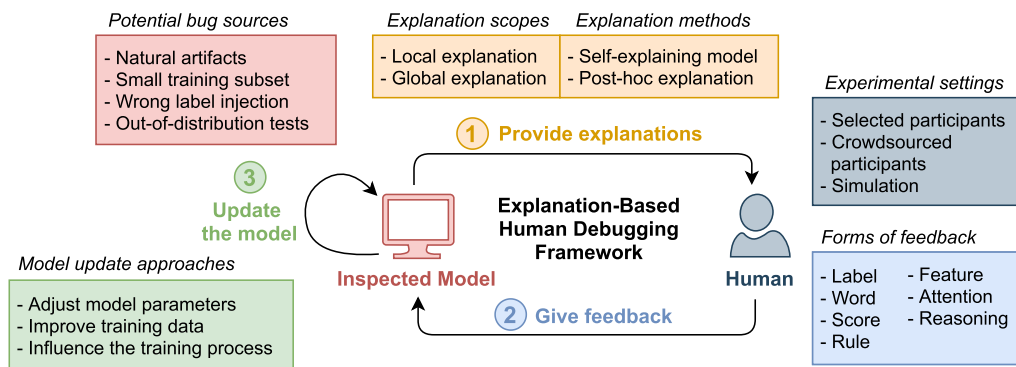 Potential bug sources
- Natural artifacts
- Small training subset
- Wrong label injection
- Out-of-distribution tests
Explanation scopes
- Local explanation
- Global explanation
Explanation methods
- Self-explaining model
- Post-hoc explanation
Experimental settings
- Selected participants
- Crowdsourced
participants
- Simulation
1 Provide explanations
3
Update
the model
Explanation-Based
Human Debugging
Framework
Inspected Model
Human
2 Give feedback
Model update approaches
- Adjust model parameters
- Improve training data
- Influence the training process
Forms of feedback
- Label
- Word
- Score
- Rule
- Feature
- Attention
- Reasoning